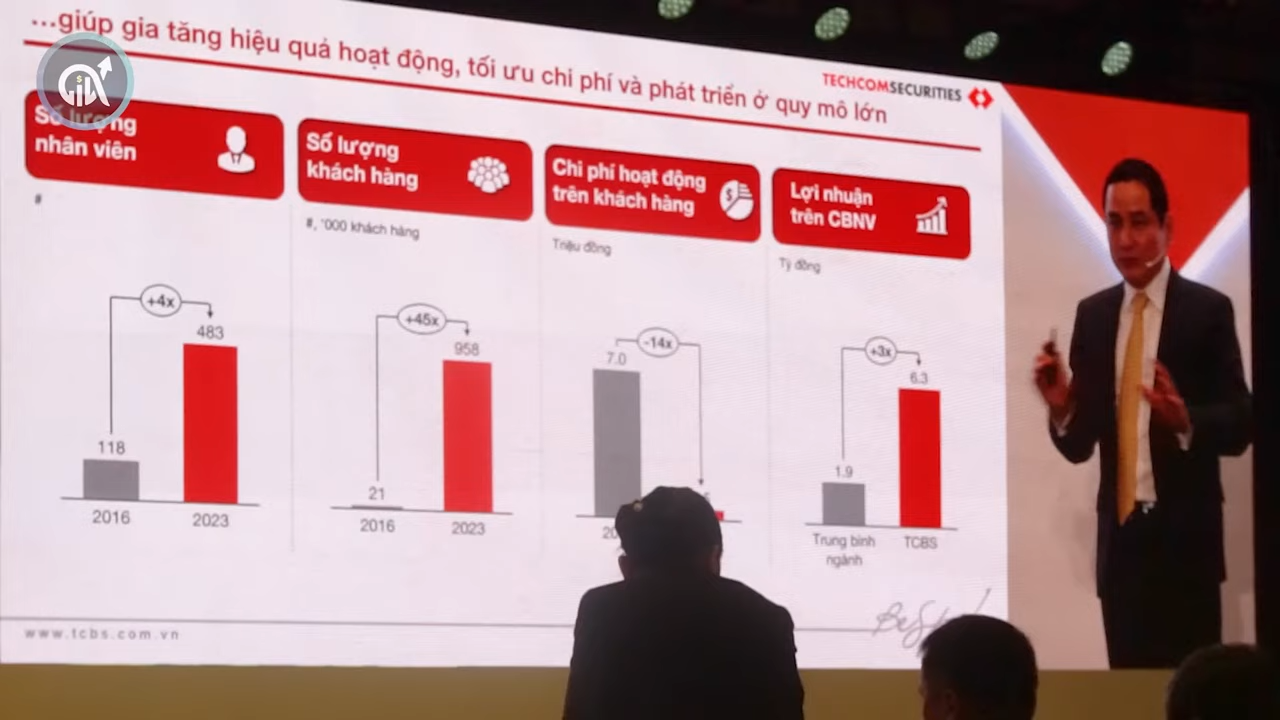 ...giúp gia tăng hiệu quả hoạt động, tối ưu chi phí và phát triển ở quy mô lớn
TECHCOMSECURITIES
GIA
Số lượng
nhân viên
#
+4x
483
118
2016
2023
Số lượng
khách hàng
#, '000 khách hàng
+45x
958
21
2016
2023
Chi phí hoạt động
trên khách hàng
Triệu đồng
-14x
7.0
Lợi nhuận
trên CBNV
Tỷ đồng
+3x
6.3
1.9
Trung bình
ngành
TCBS
www.tcbs.com.vn